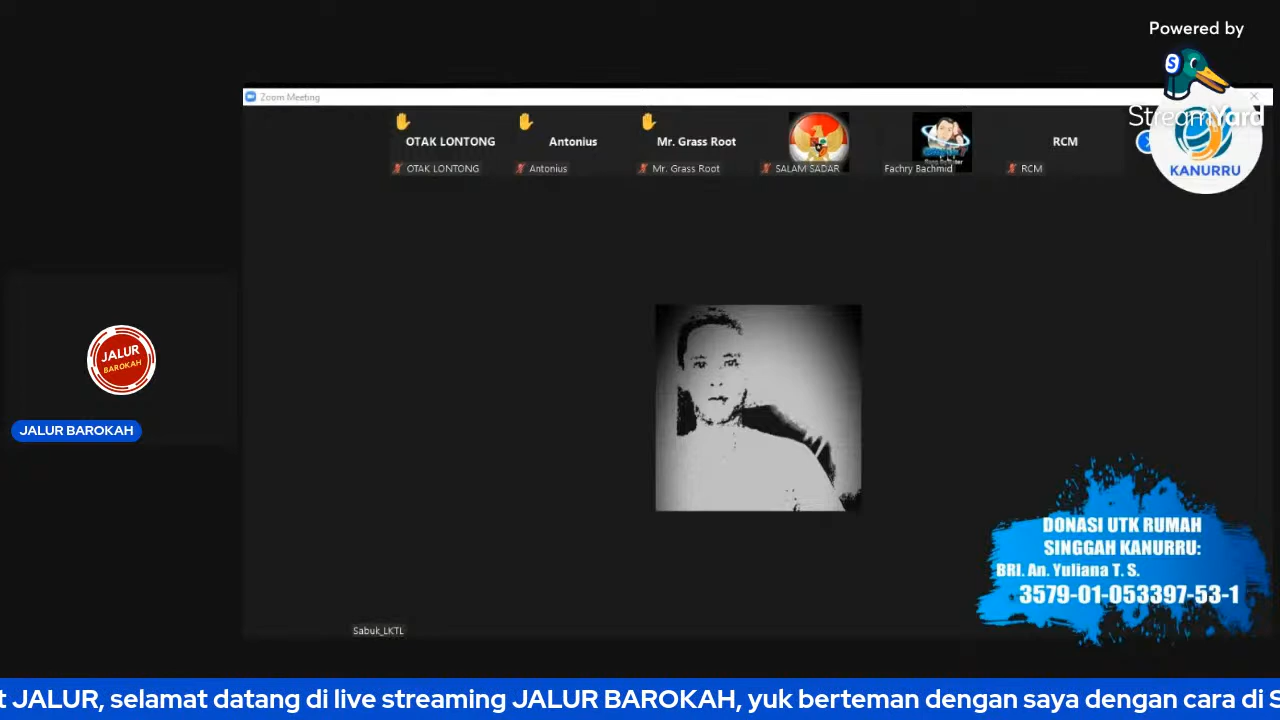 Powered by
StreamYard
KANURRU
Zoom Meeting
OTAK LONTONG
Antonius
Mr. Grass Root
RCM
OTAK LONTONG
Antonius
Mr. Grass Root
SALAM SADAR
Fachry Bachmid
RCM
JALUR
BAROKAH
JALUR BAROKAH
DONASI UTK RUMAH
SINGGAH KANURRU:
BRI. An. Yuliana T. S.
3579-01-053397-53-1
Sabuk_LKTL
t JALUR, selamat datang di live streaming JALUR BAROKAH, yuk berteman dengan saya dengan cara di S